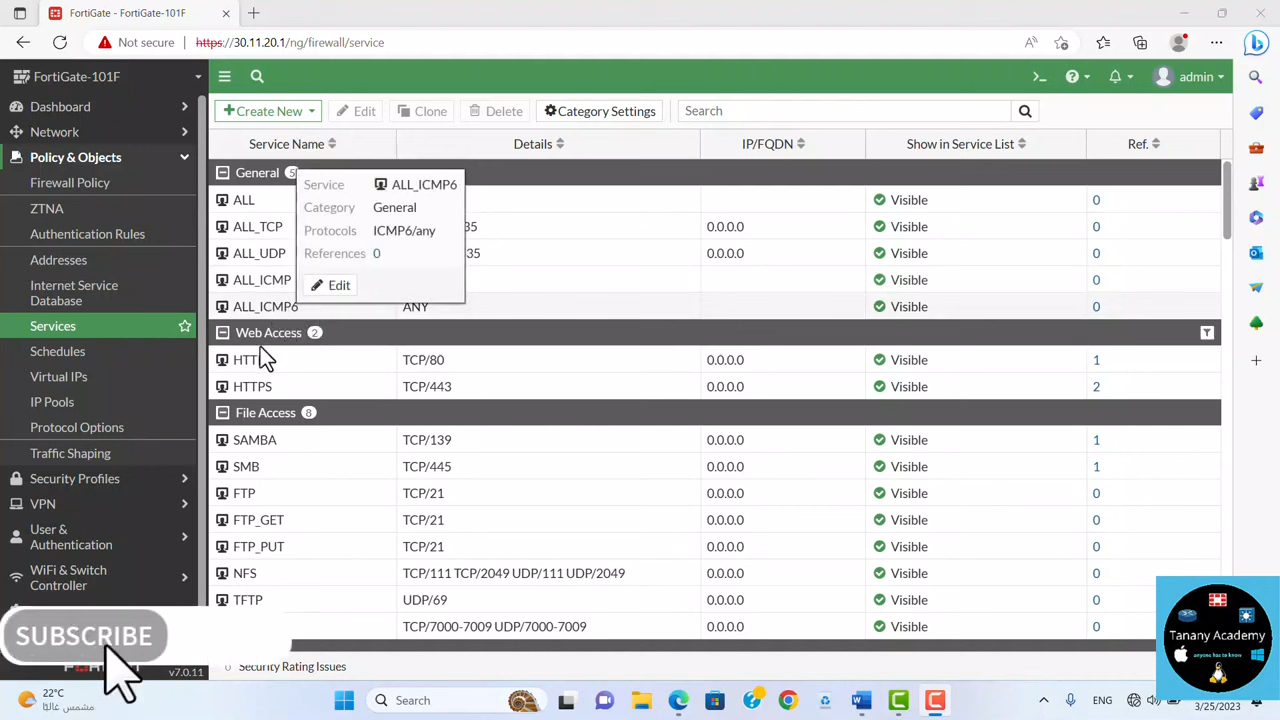 FortiGate - FortiGate-101F
Not secure
https://30.11.20.1/ng/firewall/service
FortiGate-101F
admin
Dashboard
Network
Policy & Objects
Firewall Policy
ZTNA
Authentication Rules
Addresses
Internet Service
Database
Services
Schedules
Virtual IPs
IP Pools
Protocol Options
Traffic Shaping
Security Profiles
VPN
User &
Authentication
WiFi & Switch
Controller
v7.0.11
Create New Edit Clone Delete Category Settings Search
Service Name Details IP/FQDN Show in Service List Ref.
General
ALL Visible 0
ALL_TCP 35 0.0.0.0 Visible 0
ALL_UDP 35 0.0.0.0 Visible 0
ALL_ICMP Visible 0
ALL_ICMP6 ANY Visible 0
Service ALL_ICMP6
Category General
Protocols ICMP6/any
References 0
Edit
Web Access 2
HTT TCP/80 0.0.0.0 Visible 1
HTTPS TCP/443 0.0.0.0 Visible 2
File Access 8
SAMBA TCP/139 0.0.0.0 Visible 1
SMB TCP/445 0.0.0.0 Visible 1
FTP TCP/21 0.0.0.0 Visible 0
FTP_GET TCP/21 0.0.0.0 Visible 0
FTP_PUT TCP/21 0.0.0.0 Visible 0
NFS TCP/111 TCP/2049 UDP/111 UDP/2049 0.0.0.0 Visible 0
TFTP UDP/69 0.0.0.0 Visible 0
TCP/7000-7009 UDP/7000-7009 0.0.0.0 Visible 0
0 Security Rating Issues
SUBSCRIBE
Tanany Academy
anyone has to know
22°C
مشمس غالبًا
Search
ENG
3/25/2023